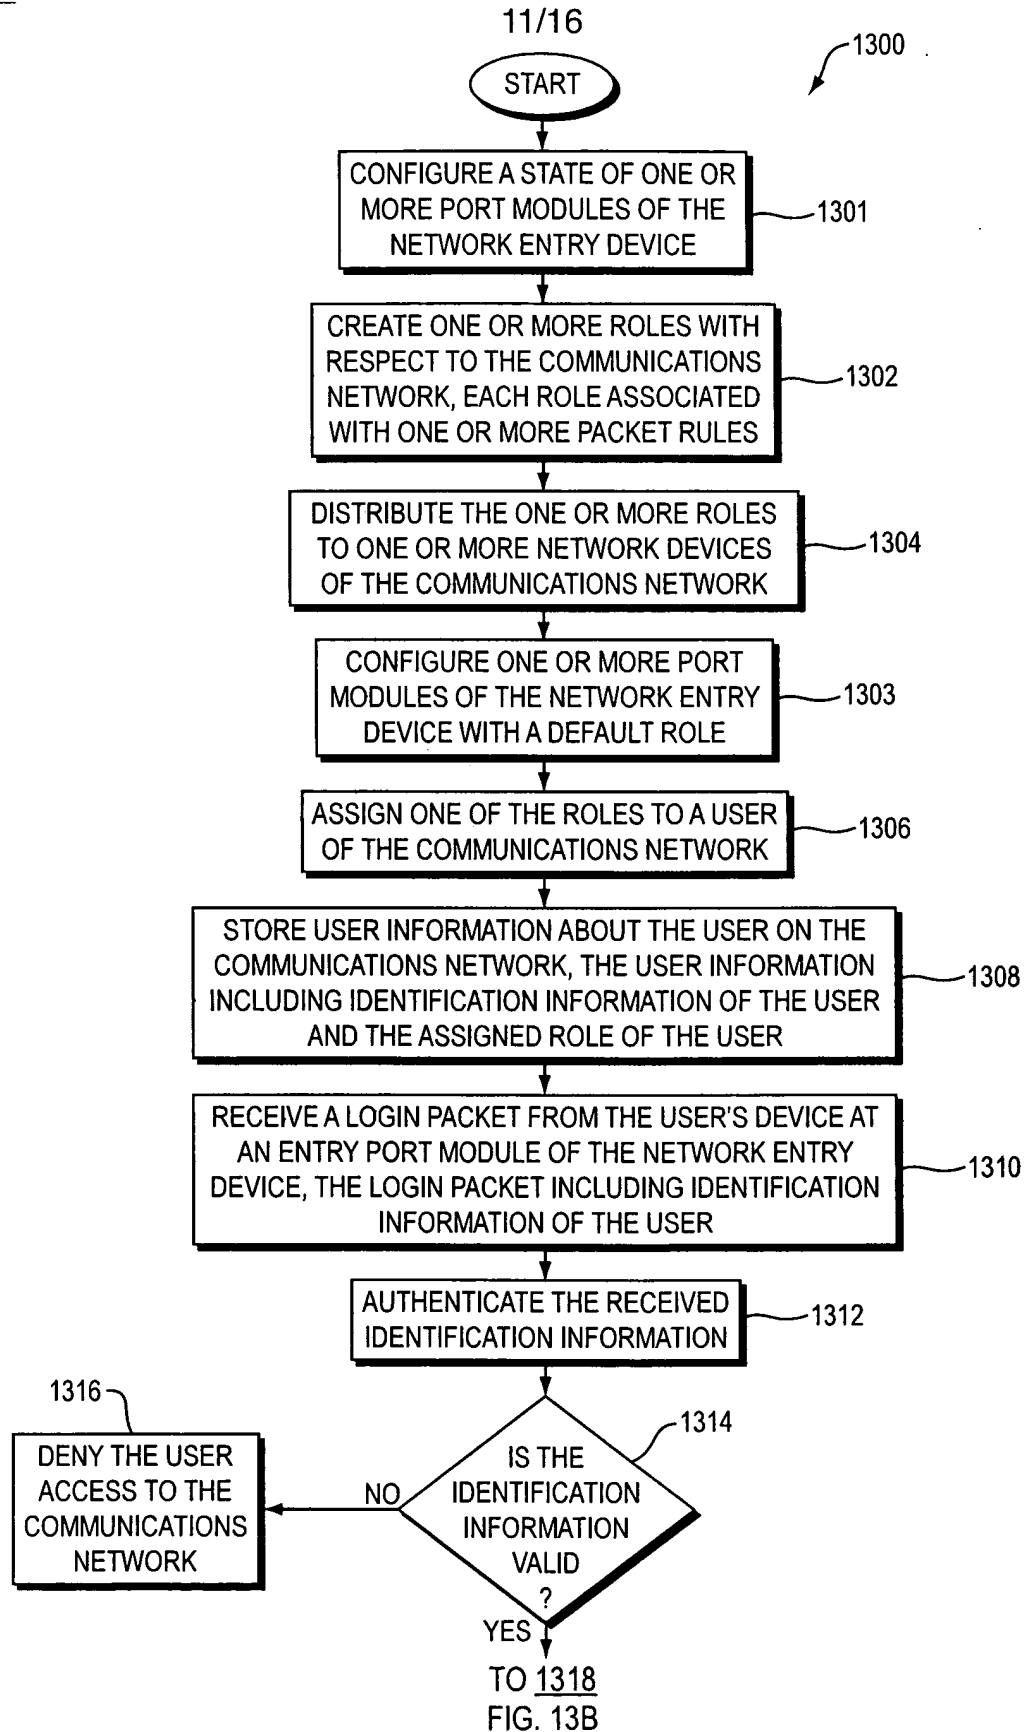 11/16
1300
START
CONFIGURE A STATE OF ONE OR
MORE PORT MODULES OF THE
NETWORK ENTRY DEVICE
1301
CREATE ONE OR MORE ROLES WITH
RESPECT TO THE COMMUNICATIONS
NETWORK, EACH ROLE ASSOCIATED
WITH ONE OR MORE PACKET RULES
1302
DISTRIBUTE THE ONE OR MORE ROLES
TO ONE OR MORE NETWORK DEVICES
OF THE COMMUNICATIONS NETWORK
1304
CONFIGURE ONE OR MORE PORT
MODULES OF THE NETWORK ENTRY
DEVICE WITH A DEFAULT ROLE
1303
ASSIGN ONE OF THE ROLES TO A USER
OF THE COMMUNICATIONS NETWORK
1306
STORE USER INFORMATION ABOUT THE USER ON THE
COMMUNICATIONS NETWORK, THE USER INFORMATION
INCLUDING IDENTIFICATION INFORMATION OF THE USER
AND THE ASSIGNED ROLE OF THE USER
1308
RECEIVE A LOGIN PACKET FROM THE USER'S DEVICE AT
AN ENTRY PORT MODULE OF THE NETWORK ENTRY
DEVICE, THE LOGIN PACKET INCLUDING IDENTIFICATION
INFORMATION OF THE USER
1310
AUTHENTICATE THE RECEIVED
IDENTIFICATION INFORMATION
1312
IS THE
IDENTIFICATION
INFORMATION
VALID
?
1314
NO
1316
DENY THE USER
ACCESS TO THE
COMMUNICATIONS
NETWORK
YES
TO 1318
FIG. 13B